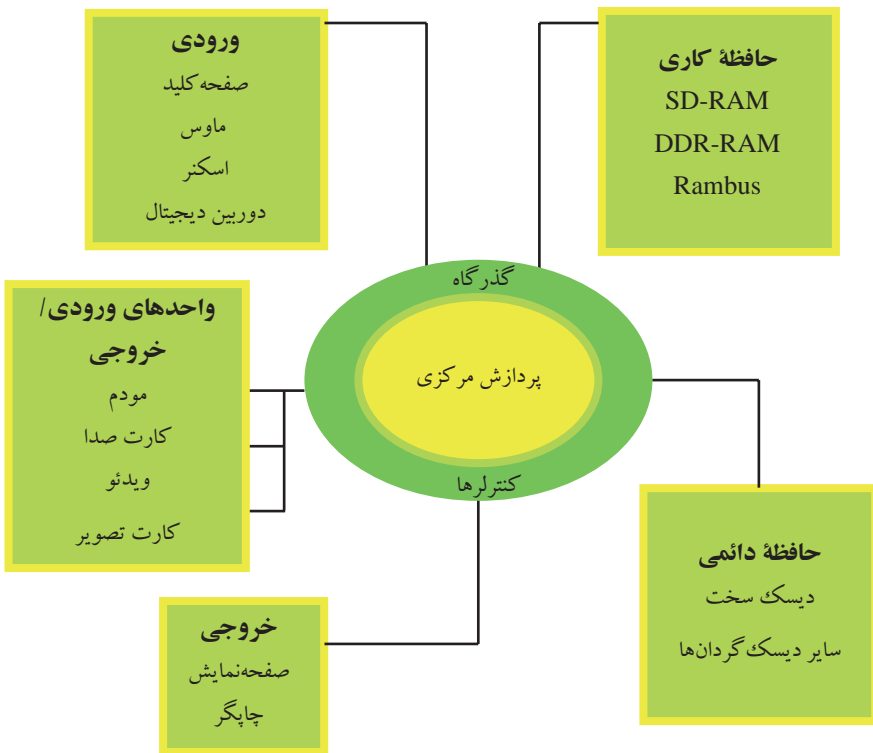 ورودی
صفحه‌کلید
ماوس
اسکنر
دوربین دیجیتال
حافظهٔ کاری
SD-RAM
DDR-RAM
Rambus
گذرگاه
پردازش مرکزی
کنترلرها
واحدهای ورودی/
خروجی
مودم
کارت صدا
ویدئو
کارت تصویر
حافظهٔ دائمی
دیسک سخت
سایر دیسک‌گردان‌ها
خروجی
صفحه‌نمایش
چاپگر